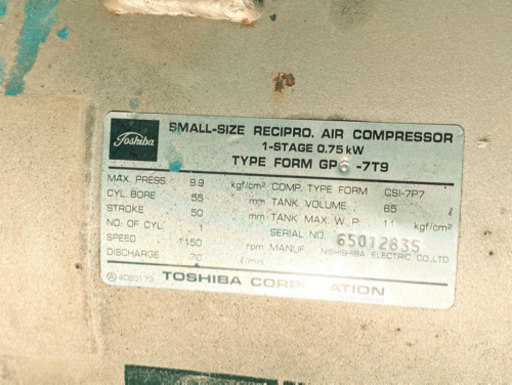 Toshiba
SMALL-SIZE RECIPRO. AIR COMPRESSOR
1-STAGE 0.75 kW
TYPE FORM GP6 -7T9
MAX. PRESS 9.9 kgf/cm² COMP. TYPE FORM CSI-7P7
CYL. BORE 55 mm TANK VOLUME 65 ℓ
STROKE 50 mm TANK MAX. W.P. 11 kgf/cm²
NO. OF CYL. 1 SERIAL NO. 65012835
SPEED 1150 rpm MANUF. NISHISHIBA ELECTRIC CO., LTD
DISCHARGE 70 ℓ/min
TOSHIBA CORPORATION